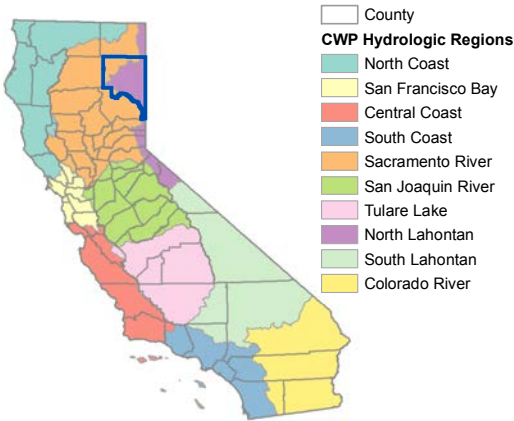 County
CWP Hydrologic Regions
North Coast
San Francisco Bay
Central Coast
South Coast
Sacramento River
San Joaquin River
Tulare Lake
North Lahontan
South Lahontan
Colorado River